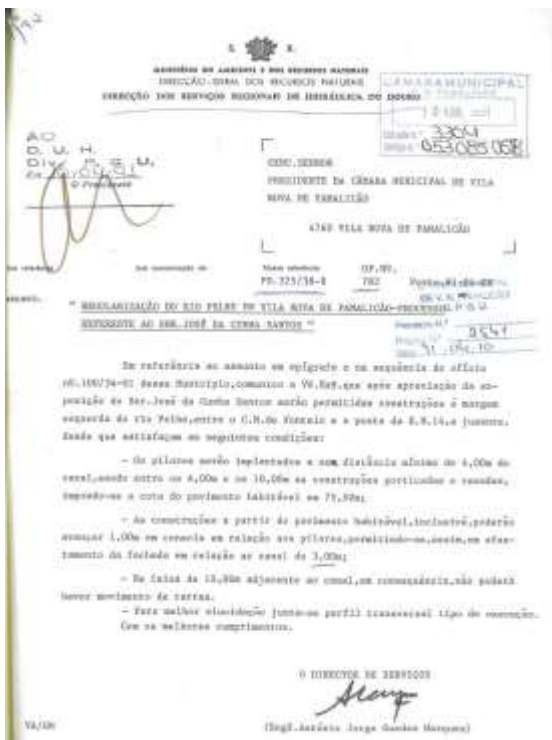 S. R.
MINISTÉRIO DO AMBIENTE E DOS RECURSOS NATURAIS
DIRECÇÃO-GERAL DOS RECURSOS NATURAIS
DIRECÇÃO DOS SERVIÇOS REGIONAIS DE HIDRÁULICA DO DOURO
CÂMARA MUNICIPAL
3304
AO
D. U. H.
Div. P. G. U.
O Presidente
EXMO. SENHOR
PRESIDENTE DA CÂMARA MUNICIPAL DE VILA
NOVA DE FAMALICÃO
4760 VILA NOVA DE FAMALICÃO
Nossa referência
OF.NV.
PD.325/36-B 782
" REGULARIZAÇÃO DO RIO PELHE EM VILA NOVA DE FAMALICÃO-PROCESSO
REFERENTE AO SNR.JOSÉ DA CUNHA SANTOS "
2541
Em referência ao assunto em epígrafe e na sequência do ofício
desse Município,comunico a VV.Exª.que após apreciação da ex-
posição do Snr.José da Cunha Santos serão permitidas construções à margem
esquerda do rio Pelhe,entre o C.M.de e a ponte da E.N.14,a jusante,
desde que satisfaçam as seguintes condições:
- Os pilares serão implantados a uma distância mínima de 4,00m do
canal,sendo entre os 4,00m e os 10,00m as construções porticadas e vazadas,
impondo-se a cota do pavimento habitável em
- As construções a partir do pavimento habitável,inclusivé,poderão
avançar 1,00m em consola em relação aos pilares,permitindo-se,assim,um afas-
tamento da fachada em relação ao canal de 3,00m;
- Na faixa de 10,00m adjacente ao canal,em consequência,não poderá
haver movimento de terras.
- Para melhor elucidação junta-se perfil transversal tipo de execução.
Com os melhores cumprimentos.
O DIRECTOR DE SERVIÇOS
(Engº.António Jorge Guedes Marques)